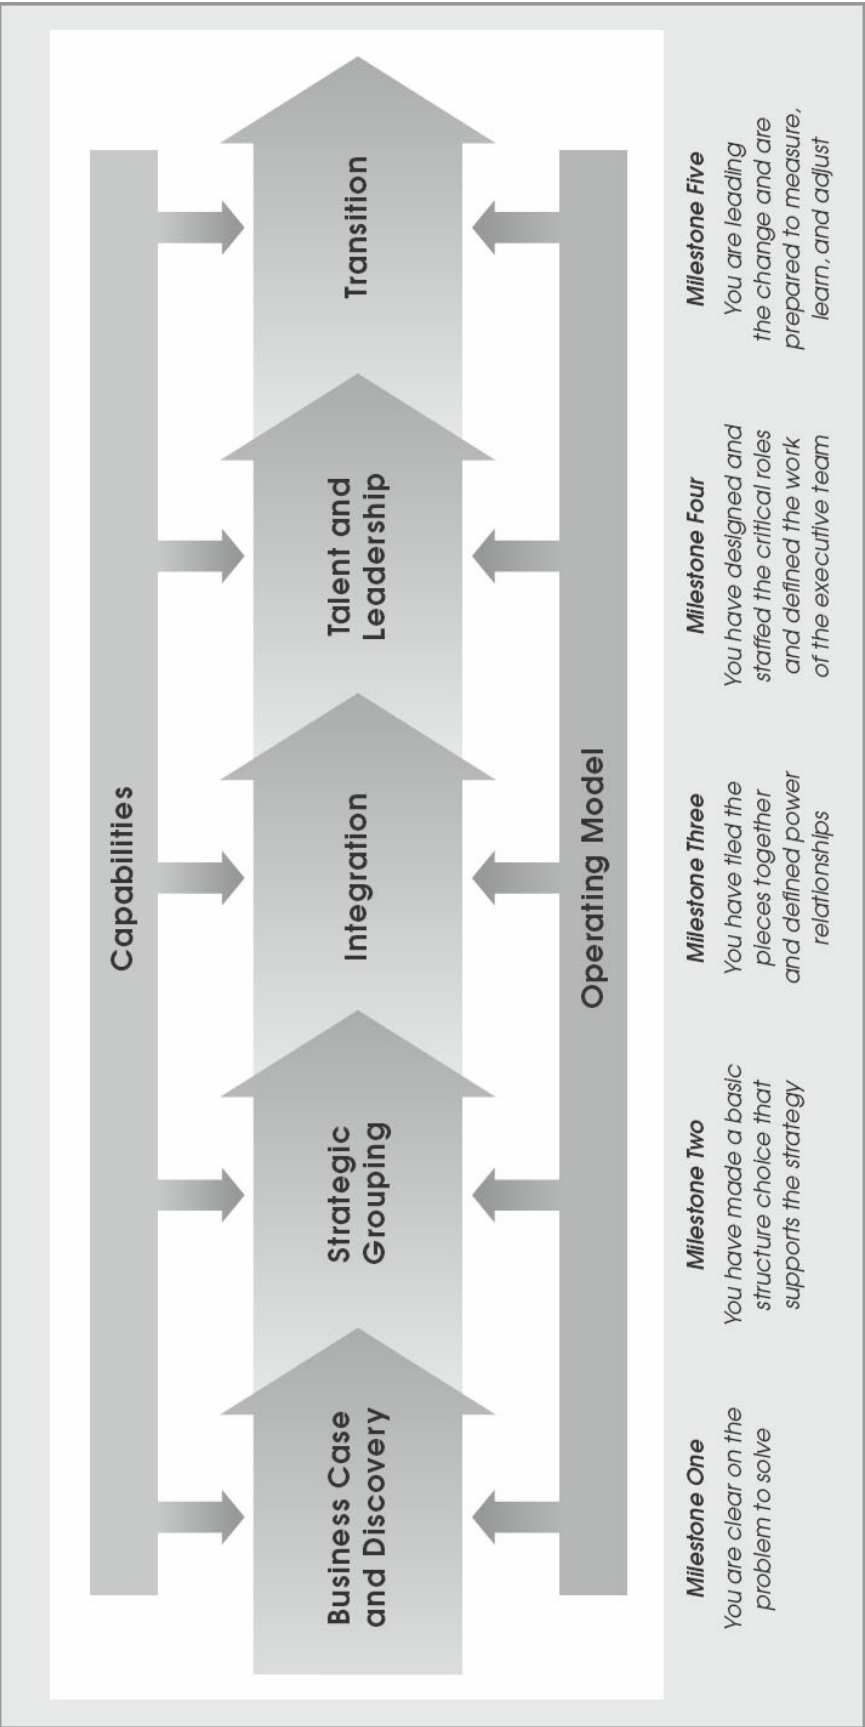 Capabilities
Business Case
and Discovery
Strategic
Grouping
Integration
Talent and
Leadership
Transition
Operating Model
Milestone One
You are clear on the
problem to solve
Milestone Two
You have made a basic
structure choice that
supports the strategy
Milestone Three
You have tied the
pieces together
and defined power
relationships
Milestone Four
You have designed and
staffed the critical roles
and defined the work
of the executive team
Milestone Five
You are leading
the change and are
prepared to measure,
learn, and adjust